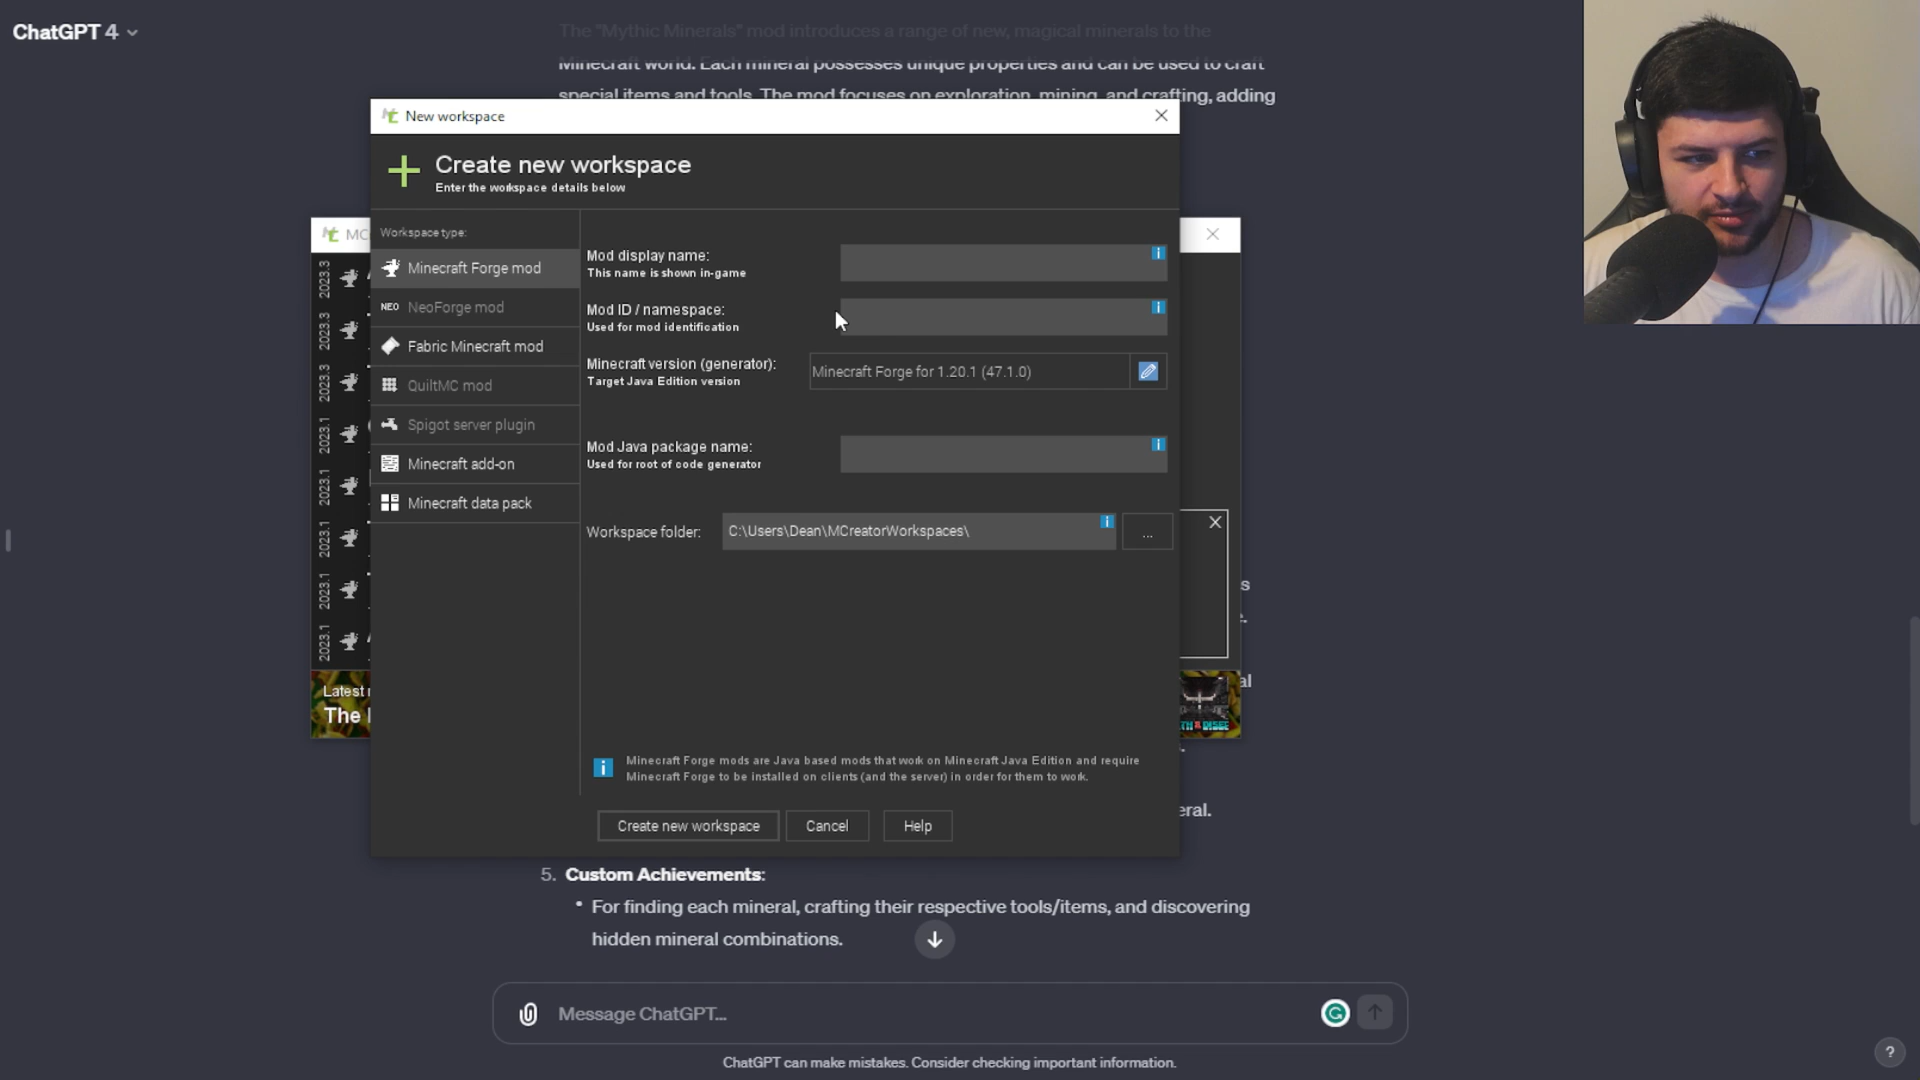 ChatGPT 4
The "Mythic Minerals" mod introduces a range of new, magical minerals to the
Minecraft world. Each mineral possesses unique properties and can be used to craft
special items and tools. The mod focuses on exploration, mining, and crafting, adding
New workspace
Create new workspace
Enter the workspace details below
Workspace type:
Minecraft Forge mod
NEO NeoForge mod
Fabric Minecraft mod
QuiltMC mod
Spigot server plugin
Minecraft add-on
Minecraft data pack
Mod display name:
This name is shown in-game
Mod ID / namespace:
Used for mod identification
Minecraft version (generator):
Target Java Edition version
Minecraft Forge for 1.20.1 (47.1.0)
Mod Java package name:
Used for root of code generator
Workspace folder:
C:\Users\Dean\MCreatorWorkspaces\
...
Minecraft Forge mods are Java based mods that work on Minecraft Java Edition and require
Minecraft Forge to be installed on clients (and the server) in order for them to work.
Create new workspace
Cancel
Help
2023.3
2023.3
2023.3
2023.1
2023.1
2023.1
2023.1
2023.1
Latest
The
eral.
5. Custom Achievements:
• For finding each mineral, crafting their respective tools/items, and discovering
hidden mineral combinations.
Message ChatGPT...
ChatGPT can make mistakes. Consider checking important information.
?